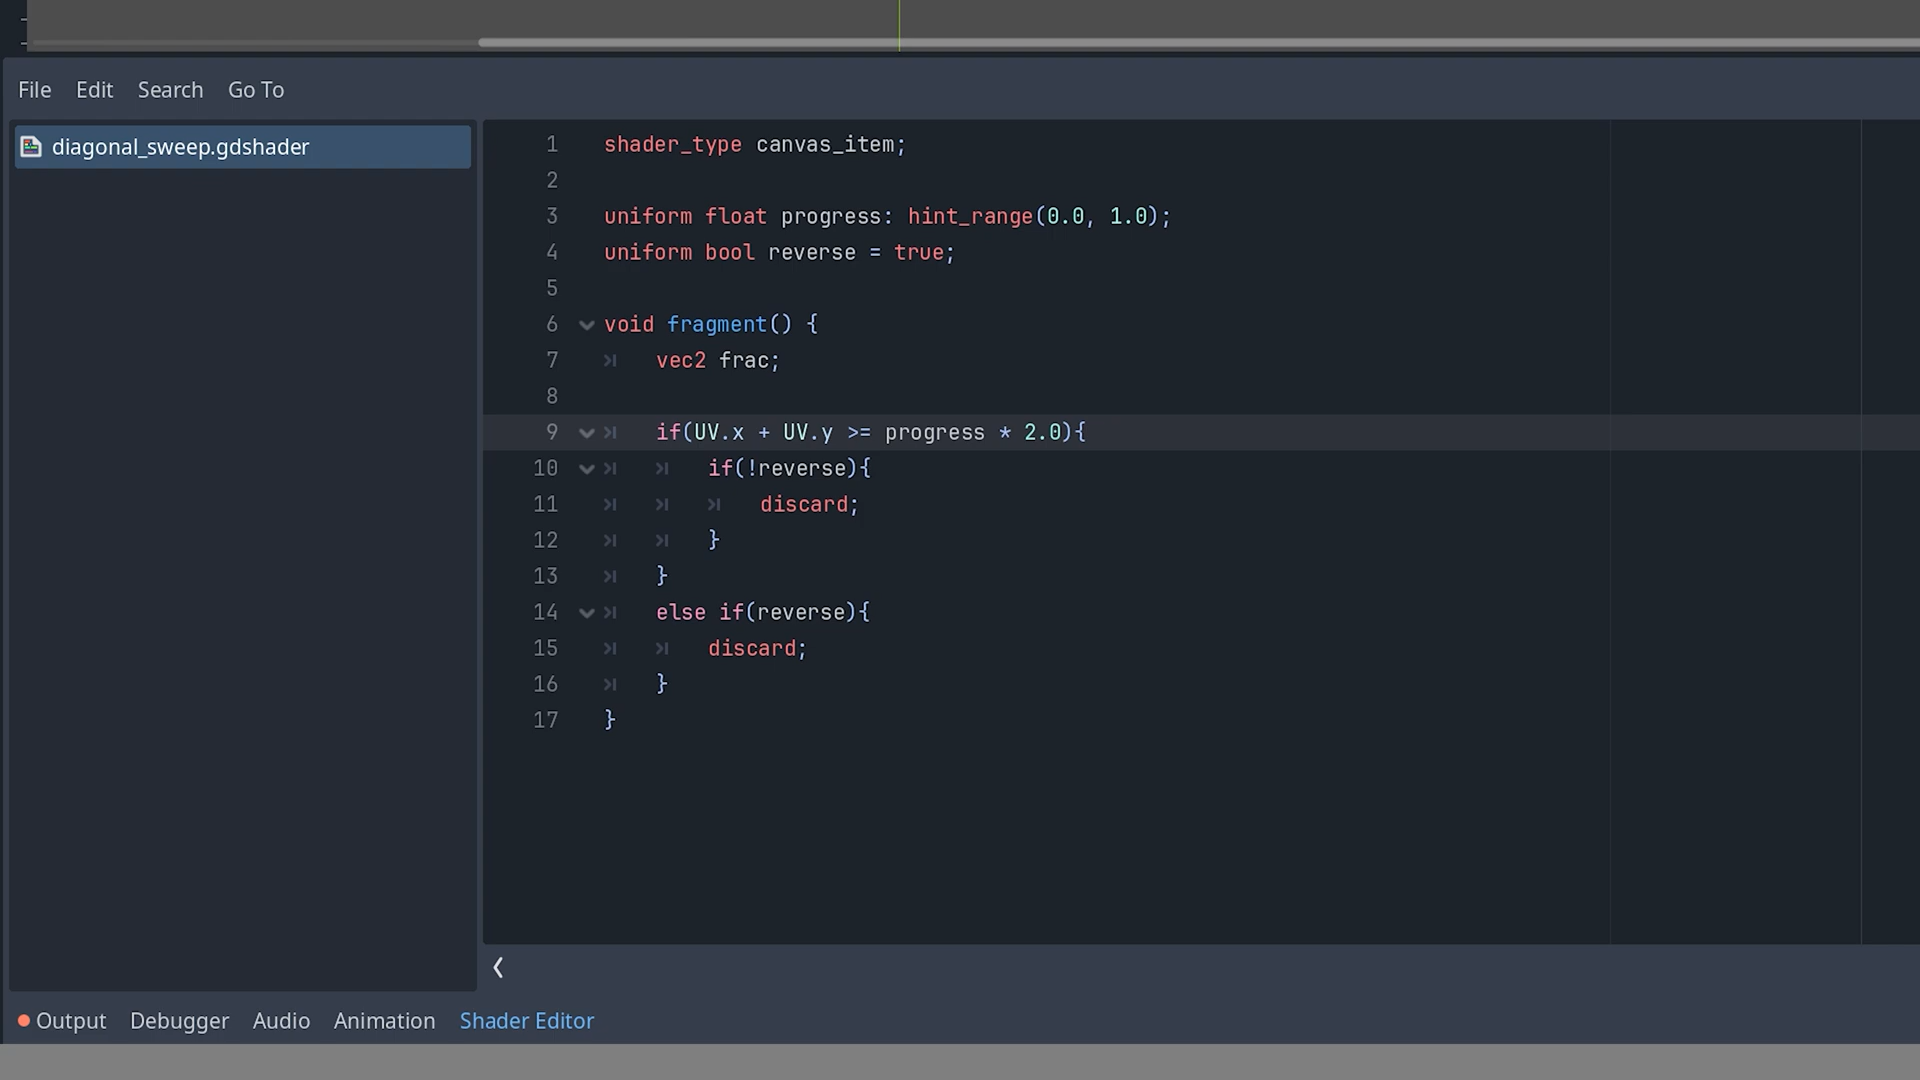 File Edit Search Go To
diagonal_sweep.gdshader
1 shader_type canvas_item;
2
3 uniform float progress: hint_range(0.0, 1.0);
4 uniform bool reverse = true;
5
6 void fragment() {
7 vec2 frac;
8
9 if(UV.x + UV.y >= progress * 2.0){
10 if(!reverse){
11 discard;
12 }
13 }
14 else if(reverse){
15 discard;
16 }
17 }
Output Debugger Audio Animation Shader Editor